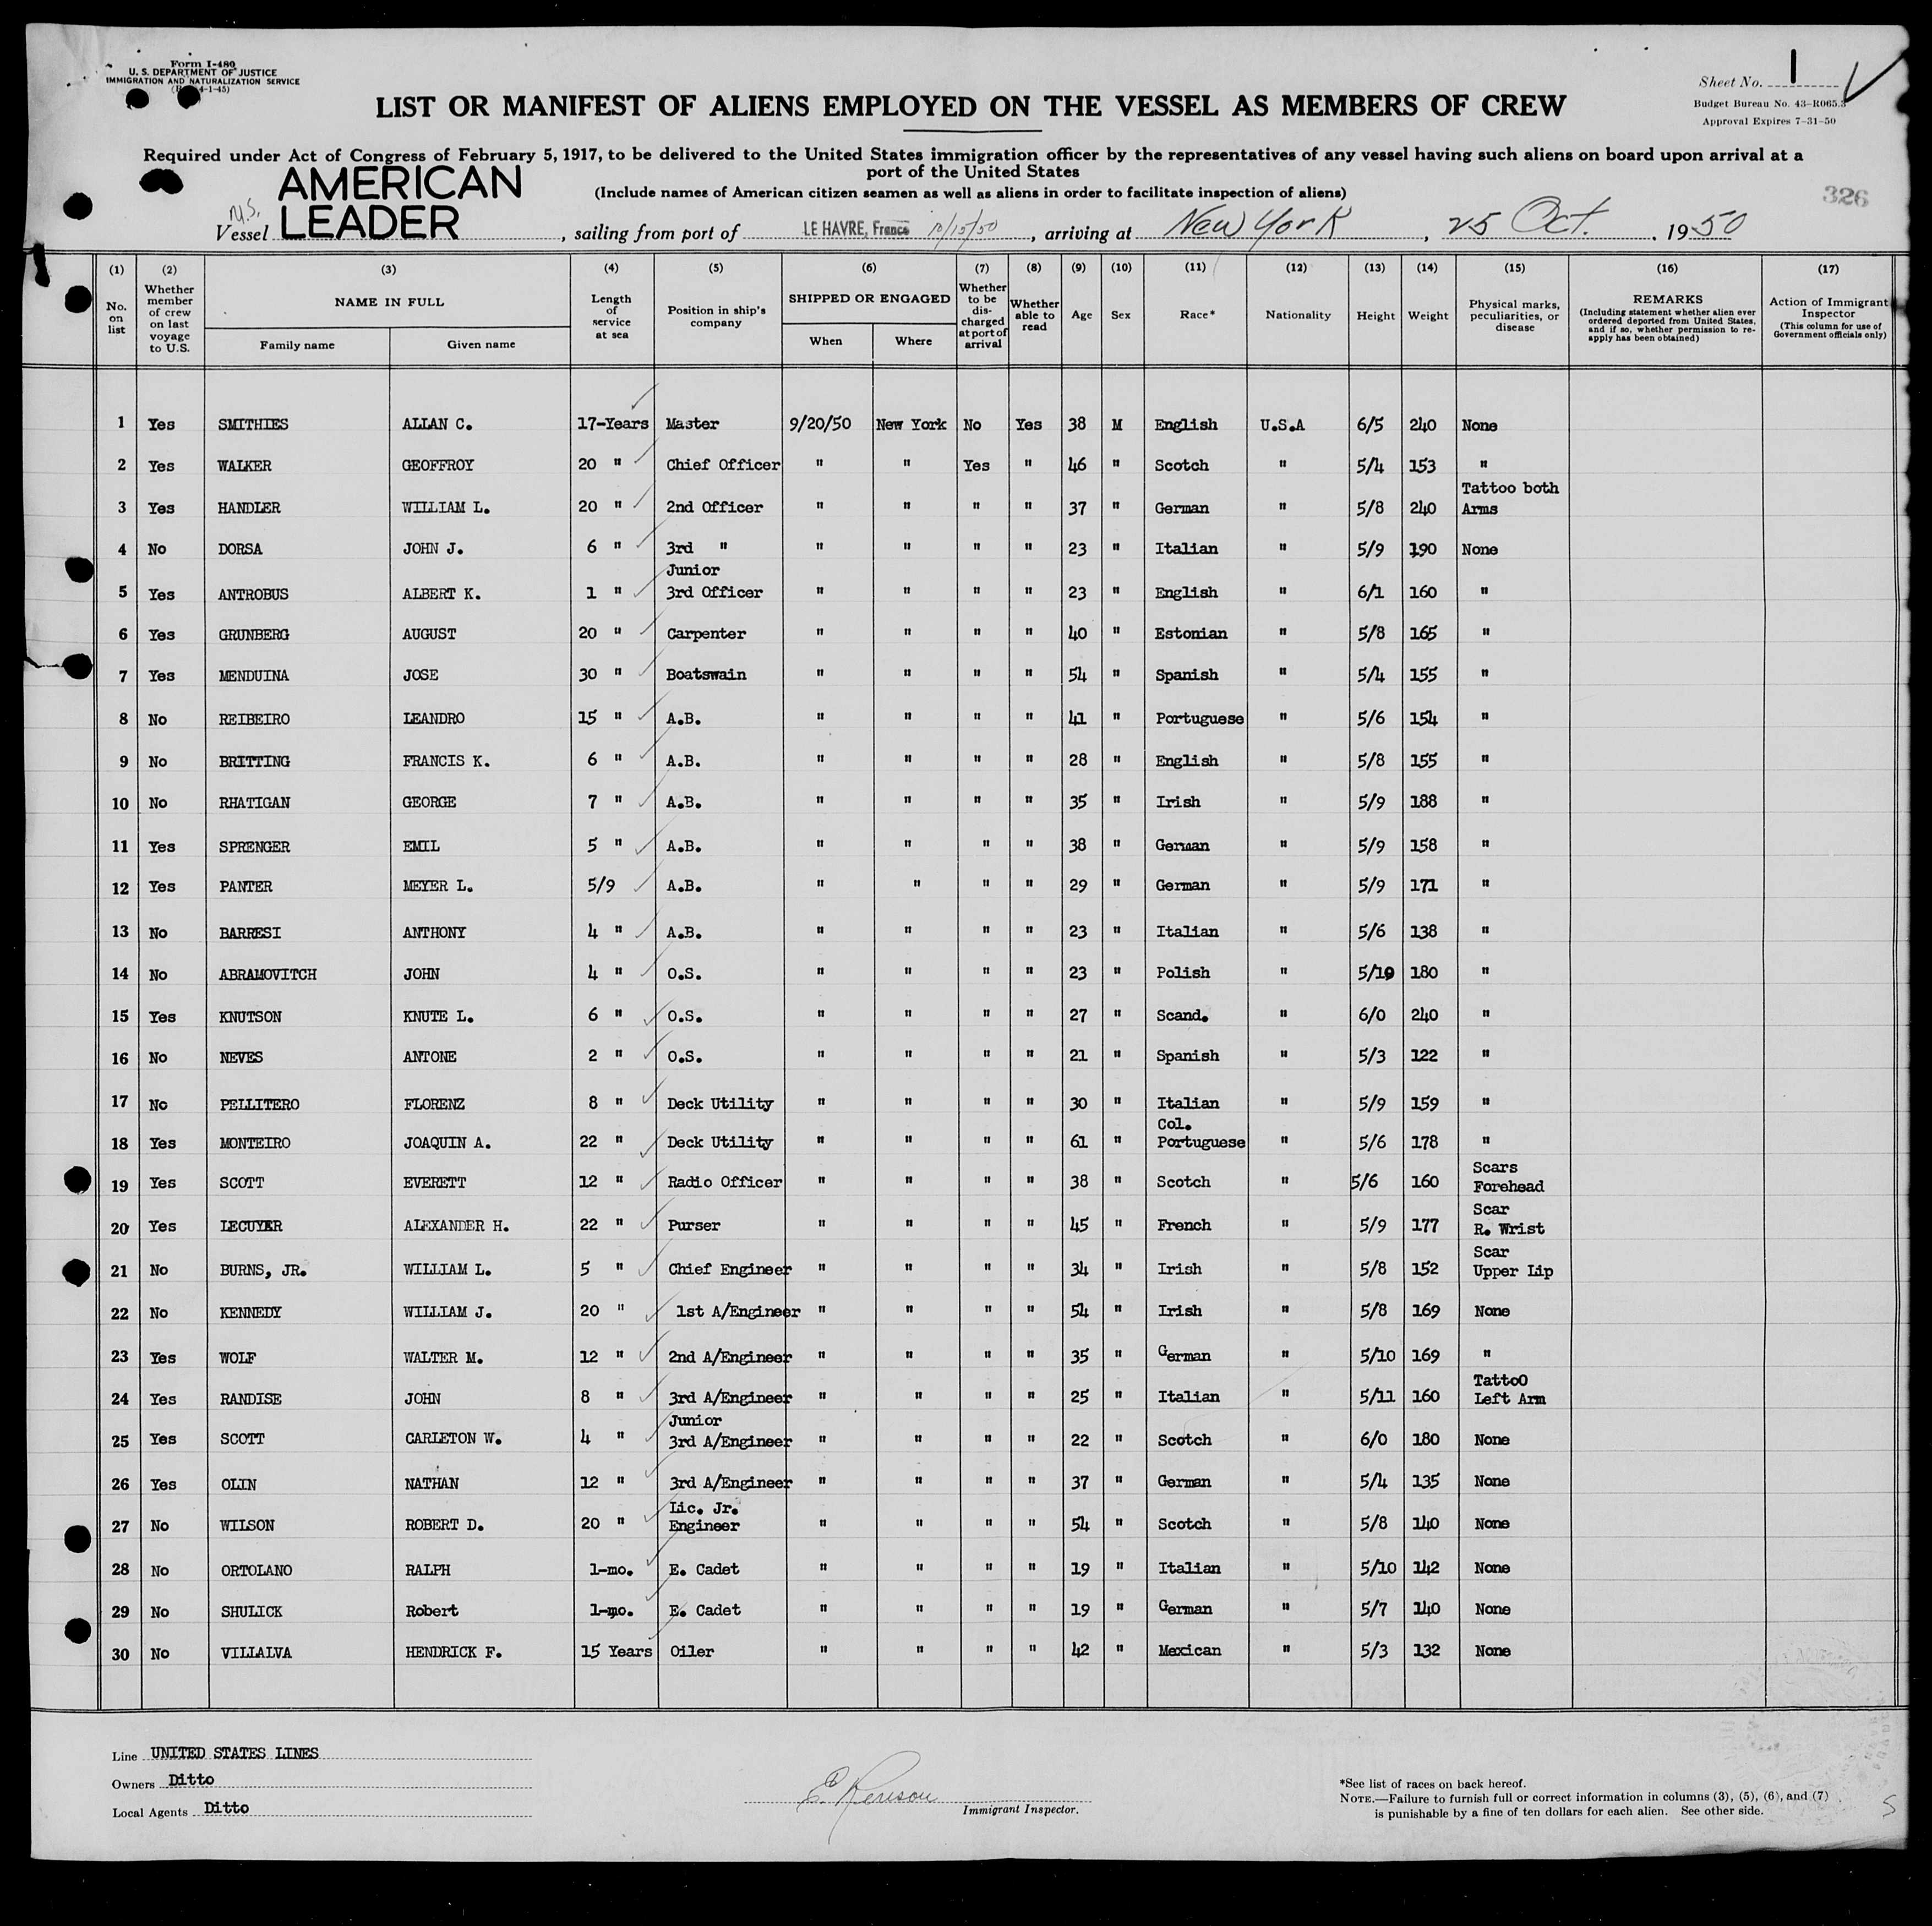 Form I-480
U. S. DEPARTMENT OF JUSTICE
IMMIGRATION AND NATURALIZATION SERVICE
4-1-45)
Sheet No. 1
Budget Bureau No. 43-R065.3
Approval Expires 7-31-50
LIST OR MANIFEST OF ALIENS EMPLOYED ON THE VESSEL AS MEMBERS OF CREW
Required under Act of Congress of February 5, 1917, to be delivered to the United States immigration officer by the representatives of any vessel having such aliens on board upon arrival at a
port of the United States
(Include names of American citizen seamen as well as aliens in order to facilitate inspection of aliens)
326
Vessel M.S. AMERICAN LEADER, sailing from port of LE HAVRE, France 10/15/50, arriving at New York, 25 Oct. 1950
(1) (2) (3) (4) (5) (6) (7) (8) (9) (10) (11) (12) (13) (14) (15) (16) (17)
No. on list | Whether member of crew on last voyage to U.S. | NAME IN FULL Family name Given name | Length of service at sea | Position in ship's company | SHIPPED OR ENGAGED When Where | Whether to be discharged at port of arrival | Whether able to read | Age | Sex | Race* | Nationality | Height | Weight | Physical marks, peculiarities, or disease | REMARKS (Including statement whether alien ever ordered deported from United States, and if so, whether permission to re-apply has been obtained) | Action of Immigrant Inspector (This column for use of Government officials only)
1 Yes SMITHIES ALLAN C. 17-Years Master 9/20/50 New York No Yes 38 M English U.S.A 6/5 240 None
2 Yes WALKER GEOFFROY 20 " Chief Officer " " Yes " 46 " Scotch " 5/4 153 "
3 Yes HANDLER WILLIAM L. 20 " 2nd Officer " " " " 37 " German " 5/8 240 Tattoo both Arms
4 No DORSA JOHN J. 6 " 3rd " " " " " 23 " Italian " 5/9 190 None
5 Yes ANTROBUS ALBERT K. 1 " Junior 3rd Officer " " " " 23 " English " 6/1 160 "
6 Yes GRUNBERG AUGUST 20 " Carpenter " " " " 40 " Estonian " 5/8 165 "
7 Yes MENDUINA JOSE 30 " Boatswain " " " " 54 " Spanish " 5/4 155 "
8 No REIBEIRO LEANDRO 15 " A.B. " " " " 41 " Portuguese " 5/6 154 "
9 No BRITTING FRANCIS K. 6 " A.B. " " " " 28 " English " 5/8 155 "
10 No RHATIGAN GEORGE 7 " A.B. " " " " 35 " Irish " 5/9 188 "
11 Yes SPRENGER EMIL 5 " A.B. " " " " 38 " German " 5/9 158 "
12 Yes PANTER MEYER L. 5/9 A.B. " " " " 29 " German " 5/9 171 "
13 No BARRESI ANTHONY 4 " A.B. " " " " 23 " Italian " 5/6 138 "
14 No ABRAMOVITCH JOHN 4 " O.S. " " " " 23 " Polish " 5/10 180 "
15 Yes KNUTSON KNUTE L. 6 " O.S. " " " " 27 " Scand. " 6/0 240 "
16 No NEVES ANTONE 2 " O.S. " " " " 21 " Spanish " 5/3 122 "
17 No PELLITERO FLORENZ 8 " Deck Utility " " " " 30 " Italian " 5/9 159 "
18 Yes MONTEIRO JOAQUIN A. 22 " Deck Utility " " " " 61 " Col. Portuguese " 5/6 178 "
19 Yes SCOTT EVERETT 12 " Radio Officer " " " " 38 " Scotch " 5/6 160 Scars Forehead
20 Yes LECUYER ALEXANDER H. 22 " Purser " " " " 45 " French " 5/9 177 Scar R. Wrist
21 No BURNS, JR. WILLIAM L. 5 " Chief Engineer " " " " 34 " Irish " 5/8 152 Scar Upper Lip
22 No KENNEDY WILLIAM J. 20 " 1st A/Engineer " " " " 54 " Irish " 5/8 169 None
23 Yes WOLF WALTER M. 12 " 2nd A/Engineer " " " " 35 " German " 5/10 169 "
24 Yes RANDISE JOHN 8 " 3rd A/Engineer " " " " 25 " Italian " 5/11 160 TattoO Left Arm
25 Yes SCOTT CARLETON W. 4 " Junior 3rd A/Engineer " " " " 22 " Scotch " 6/0 180 None
26 Yes OLIN NATHAN 12 " 3rd A/Engineer " " " " 37 " German " 5/4 135 None
27 No WILSON ROBERT D. 20 " Lic. Jr. Engineer " " " " 54 " Scotch " 5/8 140 None
28 No ORTOLANO RALPH 1-mo. E. Cadet " " " " 19 " Italian " 5/10 142 None
29 No SHULICK Robert 1-mo. E. Cadet " " " " 19 " German " 5/7 140 None
30 No VILLALVA HENDRICK F. 15 Years Oiler " " " " 42 " Mexican " 5/3 132 None
Line UNITED STATES LINES
Owners Ditto
Local Agents Ditto
Immigrant Inspector.
*See list of races on back hereof.
NOTE.—Failure to furnish full or correct information in columns (3), (5), (6), and (7)
is punishable by a fine of ten dollars for each alien. See other side.